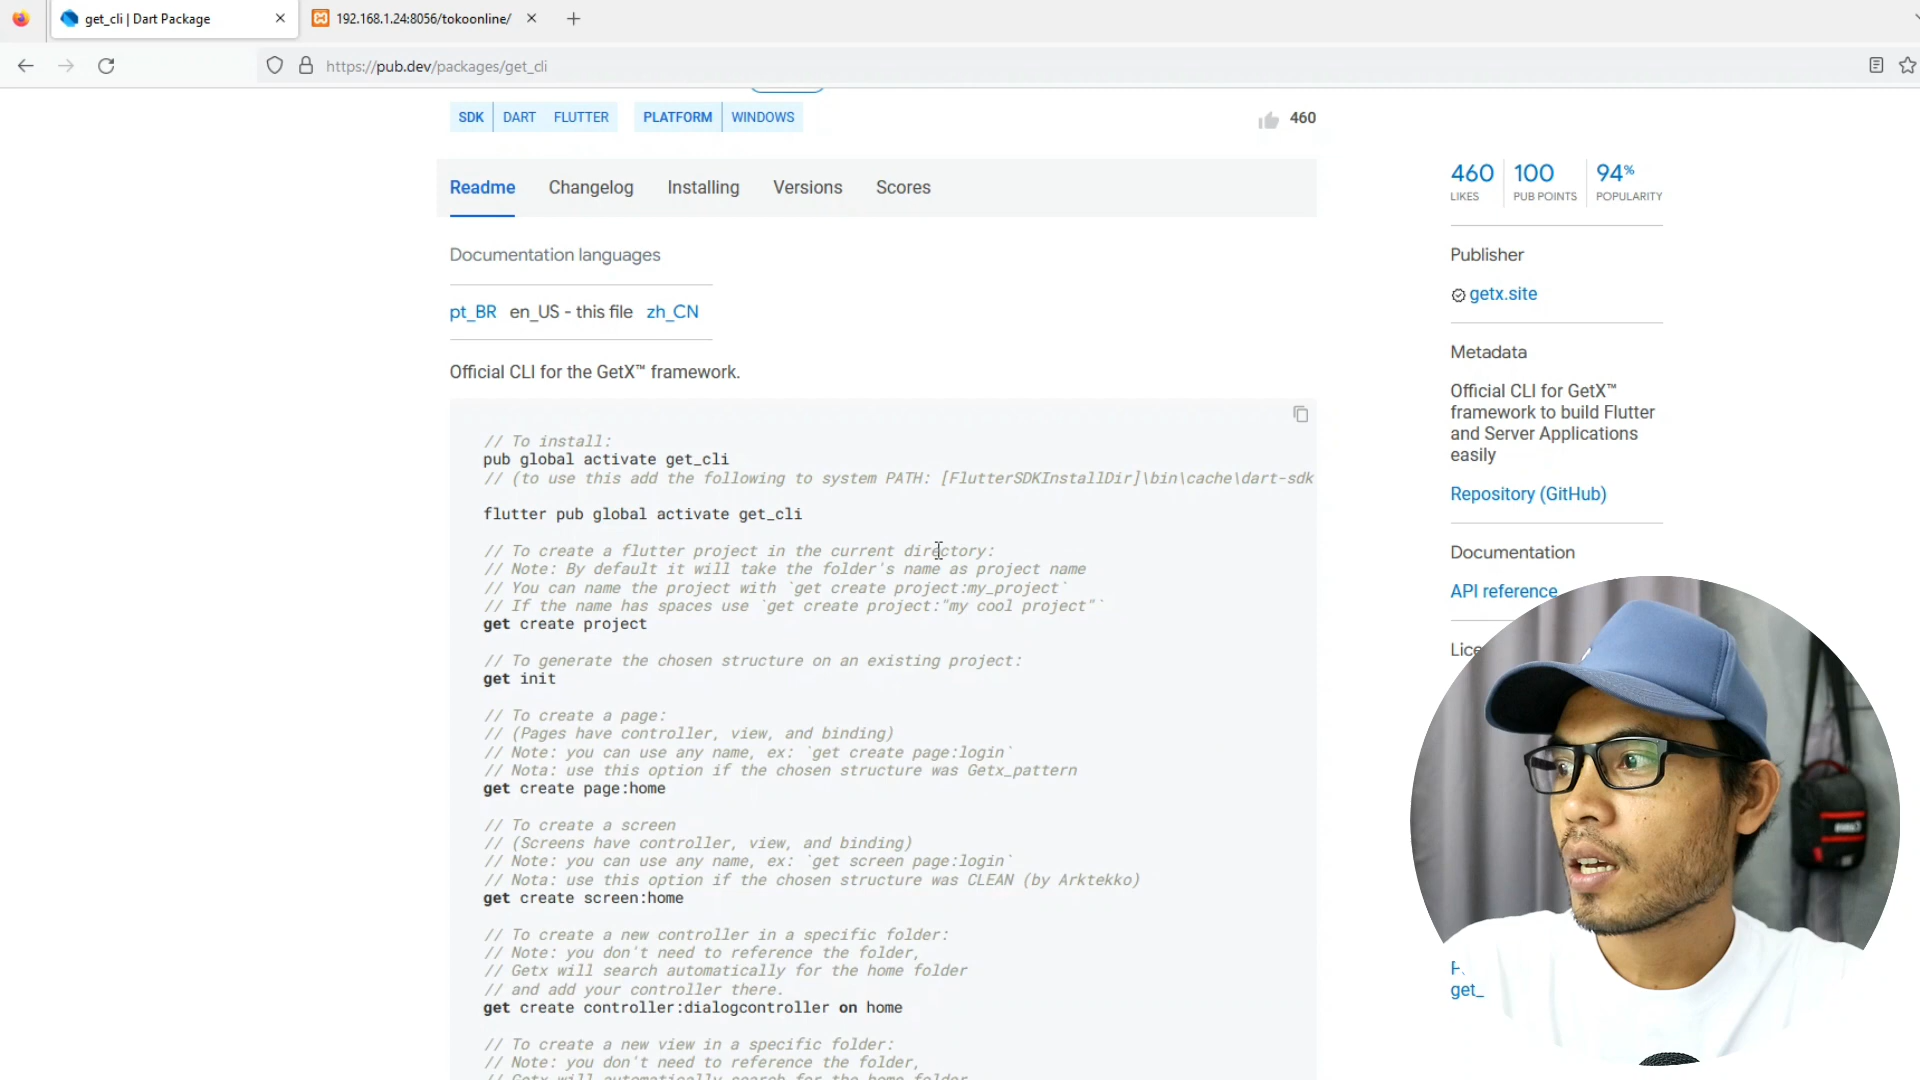 get_cli | Dart Package
192.168.1.24:8056/tokoonline/
https://pub.dev/packages/get_cli
SDK DART FLUTTER PLATFORM WINDOWS
460
Readme Changelog Installing Versions Scores
Documentation languages
pt_BR en_US - this file zh_CN
Official CLI for the GetX™ framework.
// To install:
pub global activate get_cli
// (to use this add the following to system PATH: [FlutterSDKInstallDir]\bin\cache\dart-sdk
flutter pub global activate get_cli
// To create a flutter project in the current directory:
// Note: By default it will take the folder's name as project name
// You can name the project with `get create project:my_project`
// If the name has spaces use `get create project:"my cool project"`
get create project
// To generate the chosen structure on an existing project:
get init
// To create a page:
// (Pages have controller, view, and binding)
// Note: you can use any name, ex: `get create page:login`
// Nota: use this option if the chosen structure was Getx_pattern
get create page:home
// To create a screen
// (Screens have controller, view, and binding)
// Note: you can use any name, ex: `get screen page:login`
// Nota: use this option if the chosen structure was CLEAN (by Arktekko)
get create screen:home
// To create a new controller in a specific folder:
// Note: you don't need to reference the folder,
// Getx will search automatically for the home folder
// and add your controller there.
get create controller:dialogcontroller on home
// To create a new view in a specific folder:
// Note: you don't need to reference the folder,
// Getx will automatically search for the home folder
460 100 94%
LIKES PUB POINTS POPULARITY
Publisher
getx.site
Metadata
Official CLI for GetX™
framework to build Flutter
and Server Applications
easily
Repository (GitHub)
Documentation
API reference
Lice
get_